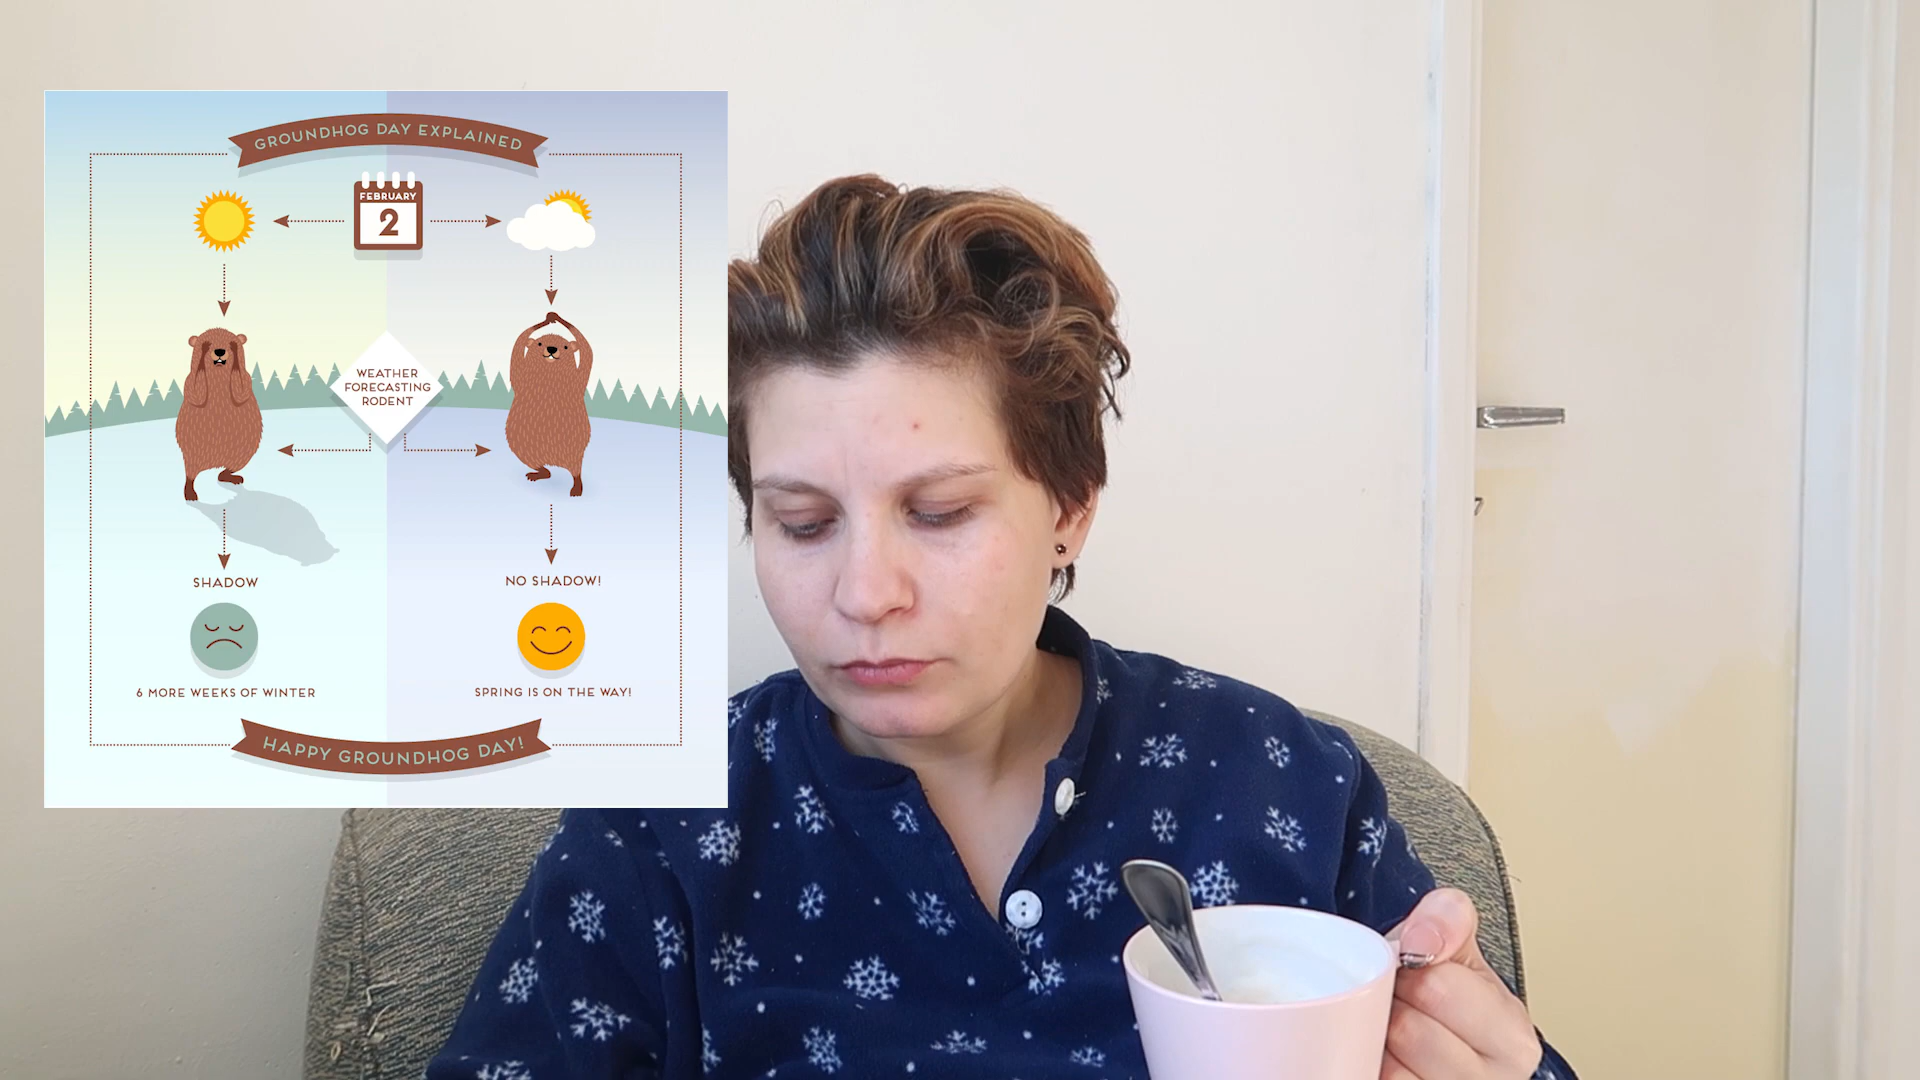 GROUNDHOG DAY EXPLAINED
FEBRUARY
2
WEATHER
FORECASTING
RODENT
SHADOW
NO SHADOW!
6 MORE WEEKS OF WINTER
SPRING IS ON THE WAY!
HAPPY GROUNDHOG DAY!